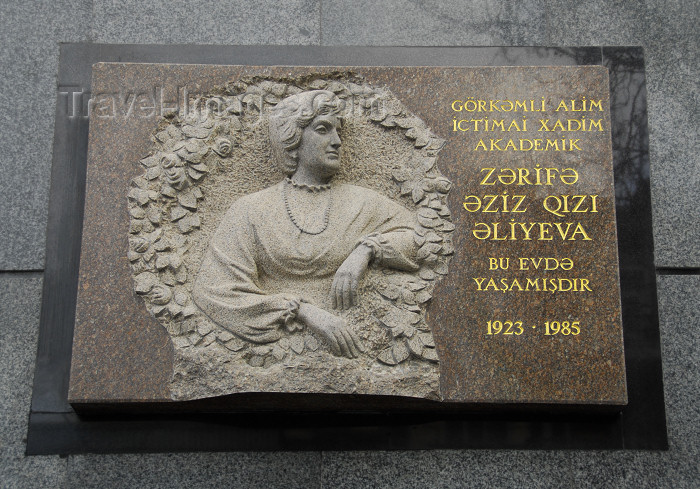 GÖRKƏMLİ ALİM
İCTİMAİ XADİM
AKADEMİK
ZƏRİFƏ
ƏZİZ QIZI
ƏLİYEVA
BU EVDƏ
YAŞAMIŞDIR
1923 · 1985